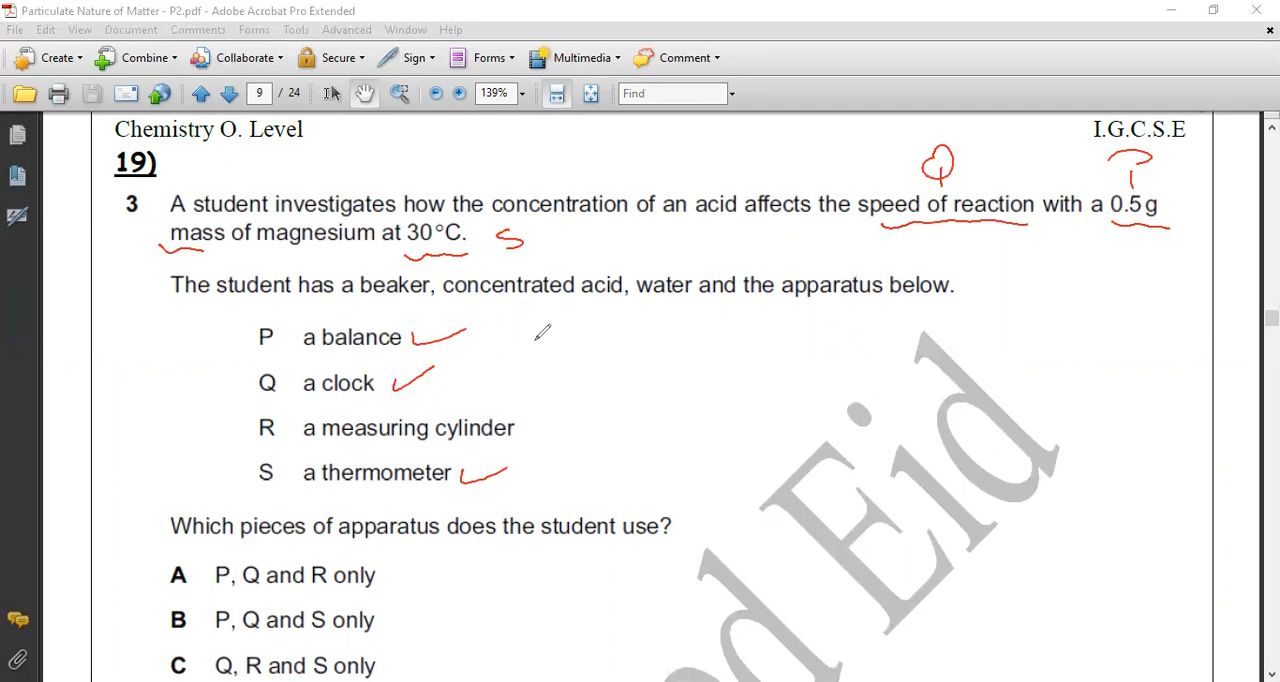 Particulate Nature of Matter - P2.pdf - Adobe Acrobat Pro Extended
File Edit View Document Comments Forms Tools Advanced Window Help
Create Combine Collaborate Secure Sign Forms Multimedia Comment
9 / 24 139% Find
Chemistry O. Level I.G.C.S.E
19)
Q P
3 A student investigates how the concentration of an acid affects the speed of reaction with a 0.5 g
mass of magnesium at 30 °C. S
The student has a beaker, concentrated acid, water and the apparatus below.
P a balance
Q a clock
R a measuring cylinder
S a thermometer
Which pieces of apparatus does the student use?
A P, Q and R only
B P, Q and S only
C Q, R and S only
Eid